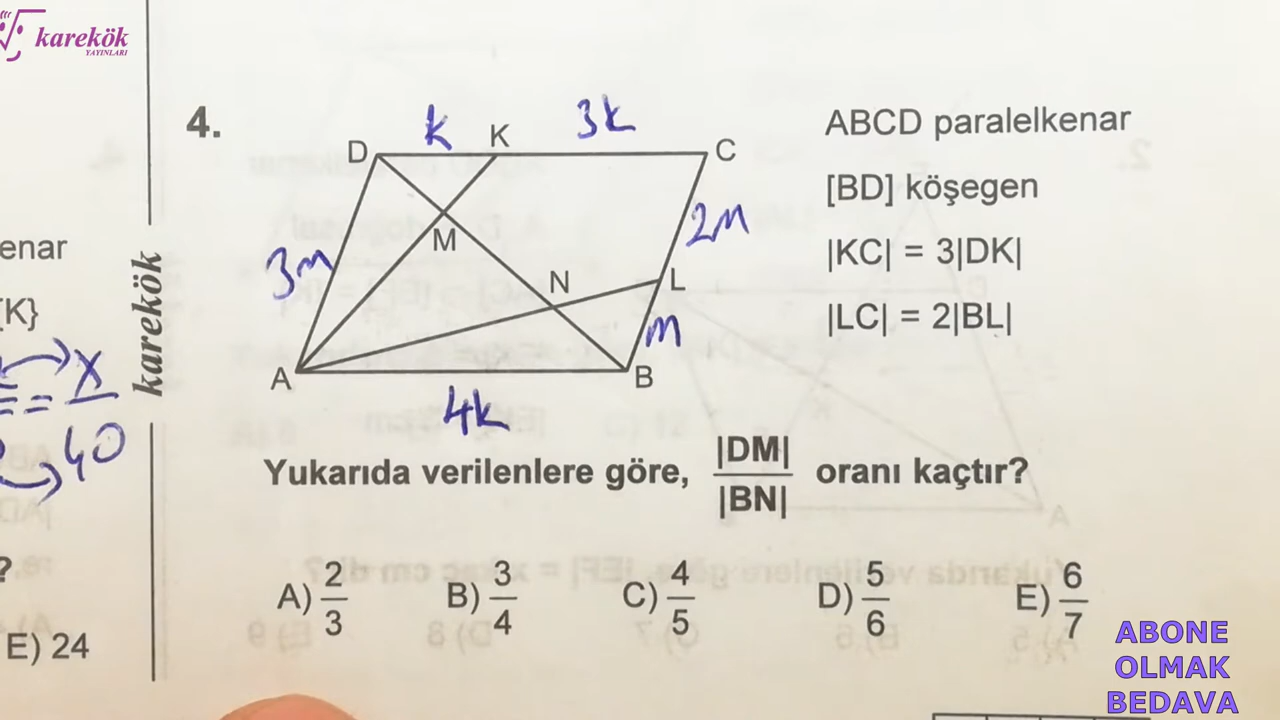 karekök
YAYINLARI
4.
D
k
K
3k
C
3m
M
2m
N
L
m
A
4k
B
ABCD paralelkenar
[BD] köşegen
|KC| = 3|DK|
|LC| = 2|BL|
enar
K}
x
=
40
karekök
Yukarıda verilenlere göre, |DM| / |BN| oranı kaçtır?
A) 2/3 B) 3/4 C) 4/5 D) 5/6 E) 6/7
?
E) 24
ABONE
OLMAK
BEDAVA